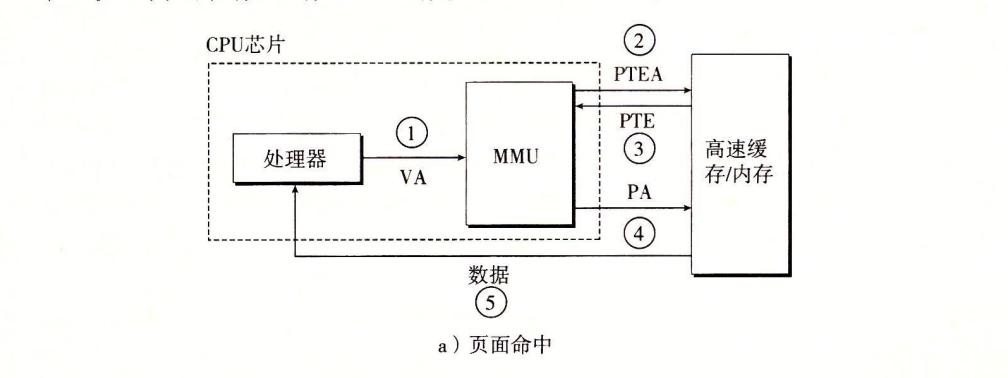 CPU芯片
②
PTEA
①
处理器
VA
MMU
PTE
③
高速缓
存/内存
PA
④
数据
⑤
a）页面命中